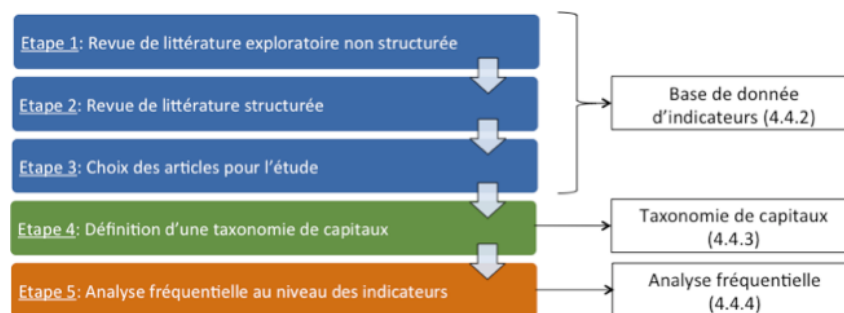 Etape 1: Revue de littérature exploratoire non structurée
Etape 2: Revue de littérature structurée
Etape 3: Choix des articles pour l'étude
Etape 4: Définition d'une taxonomie de capitaux
Etape 5: Analyse fréquentielle au niveau des indicateurs
Base de donnée
d'indicateurs (4.4.2)
Taxonomie de capitaux
(4.4.3)
Analyse fréquentielle
(4.4.4)